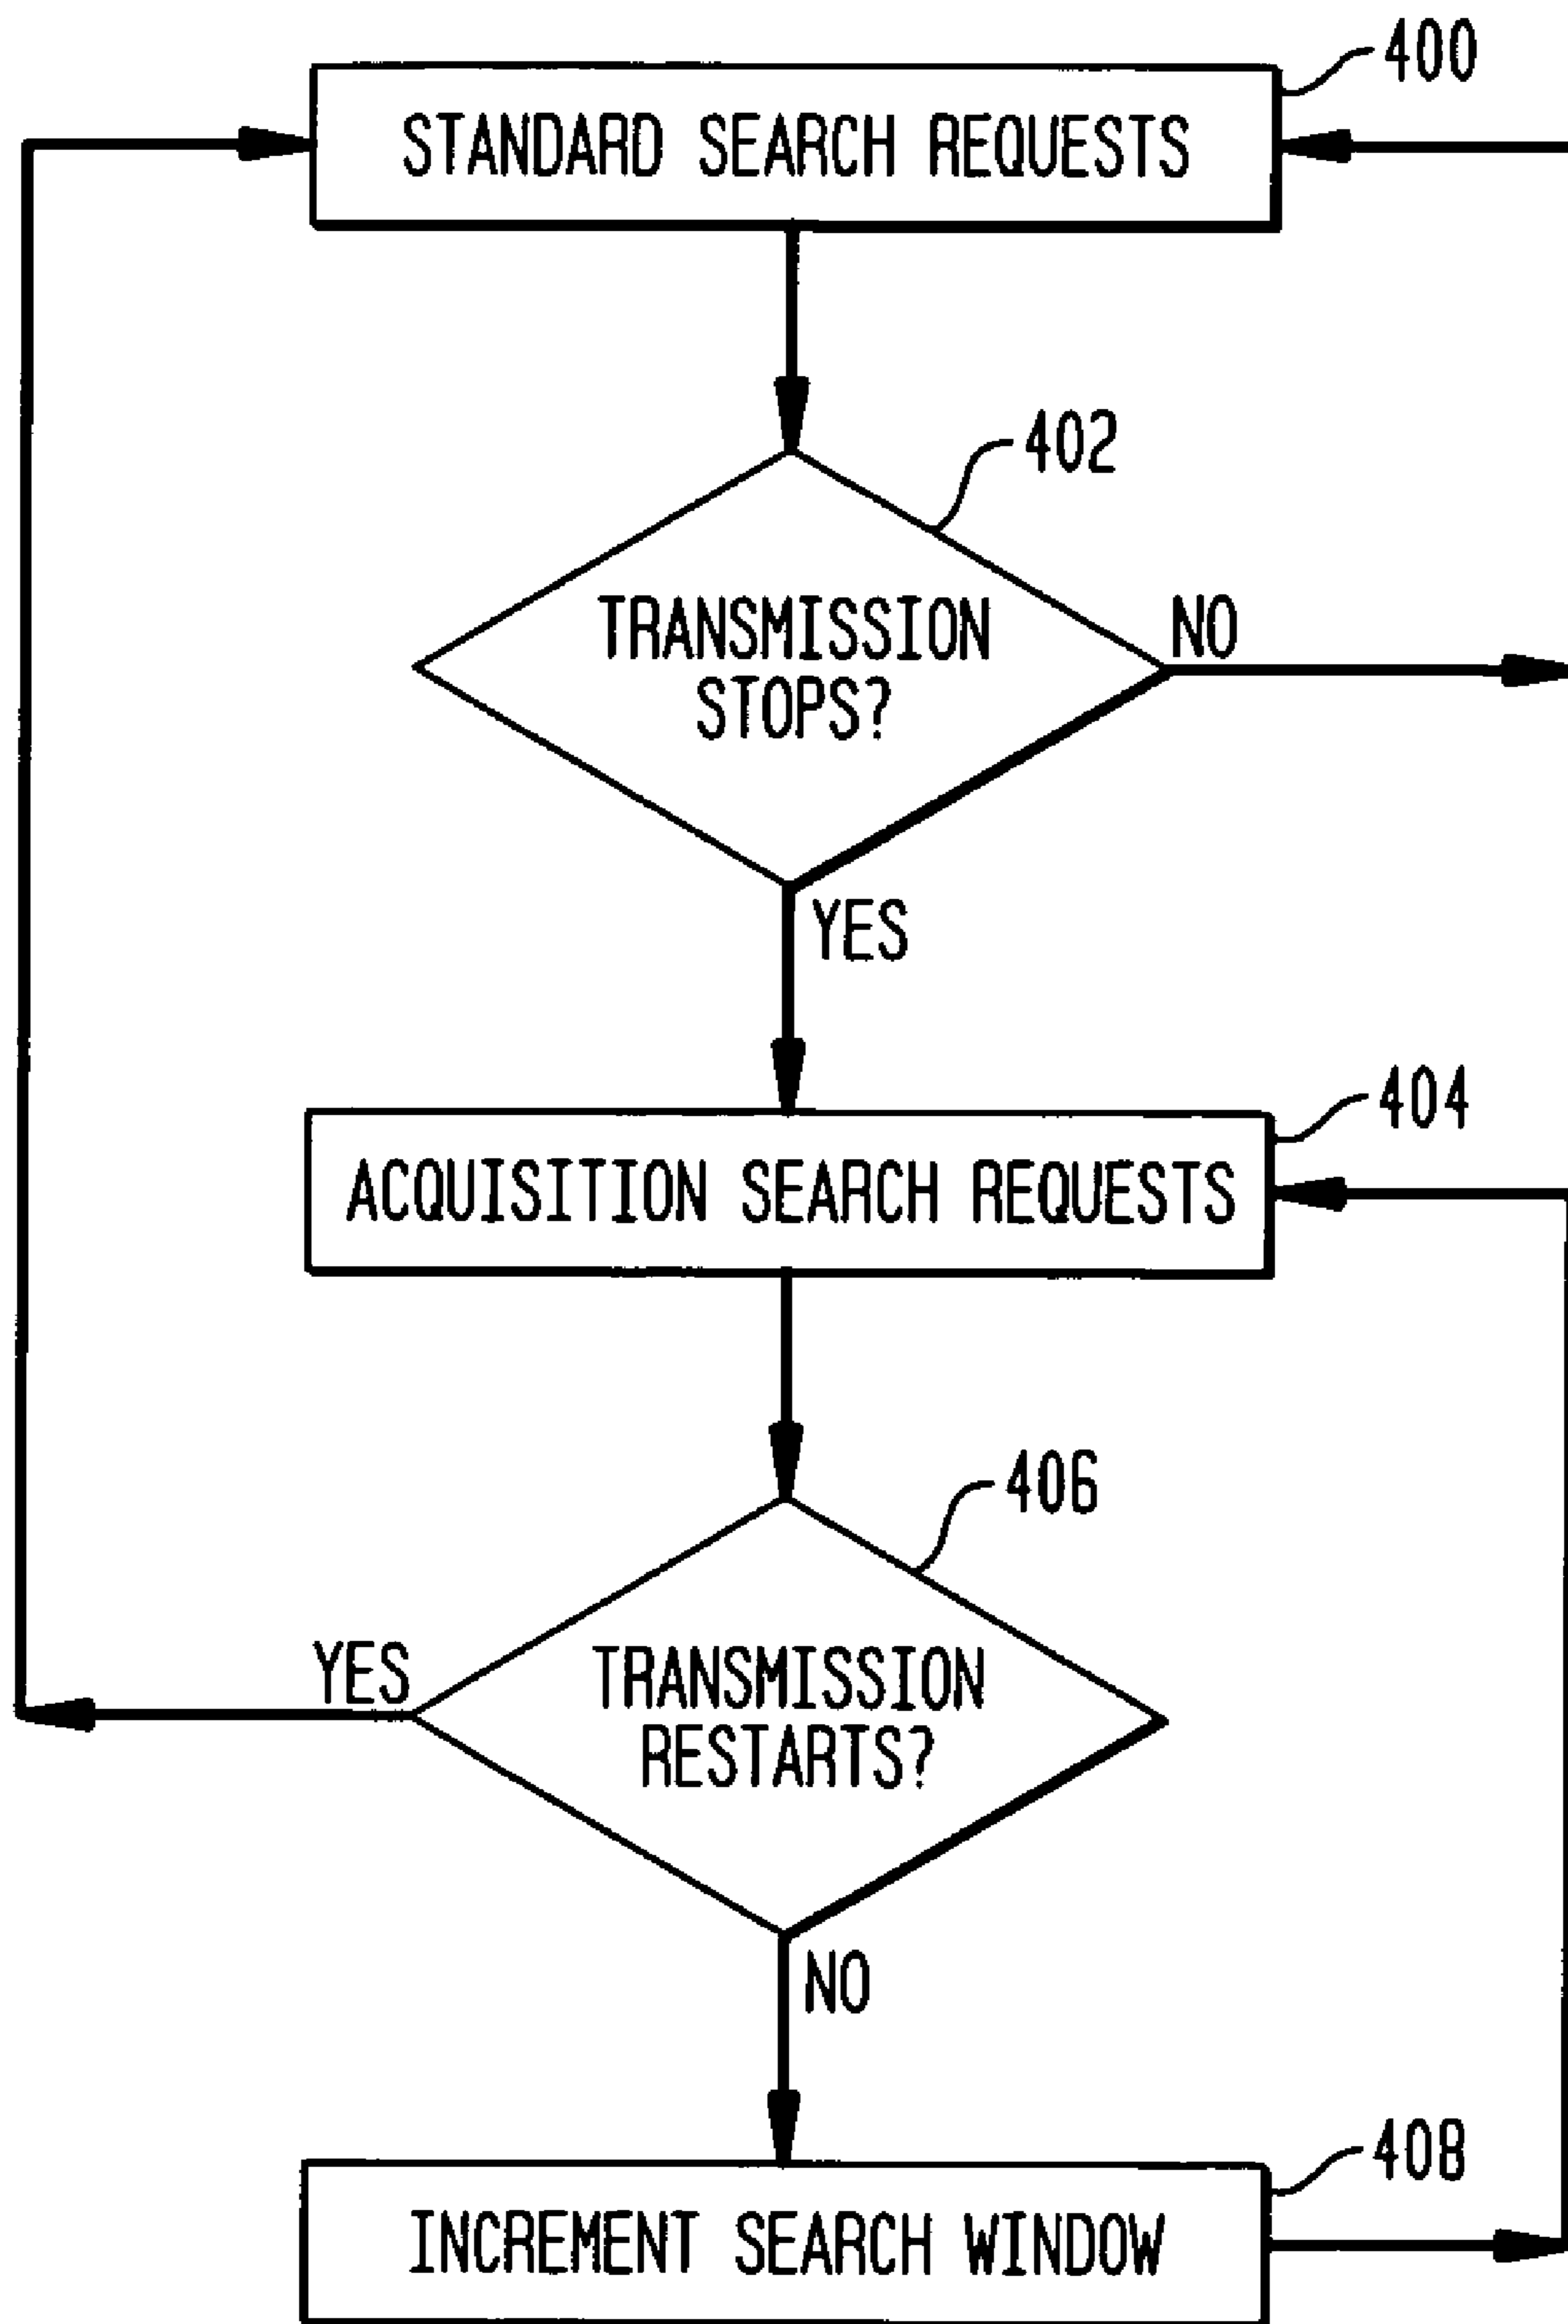 400
STANDARD SEARCH REQUESTS
402
TRANSMISSION
STOPS?
NO
YES
404
ACQUISITION SEARCH REQUESTS
406
TRANSMISSION
RESTARTS?
YES
NO
408
INCREMENT SEARCH WINDOW